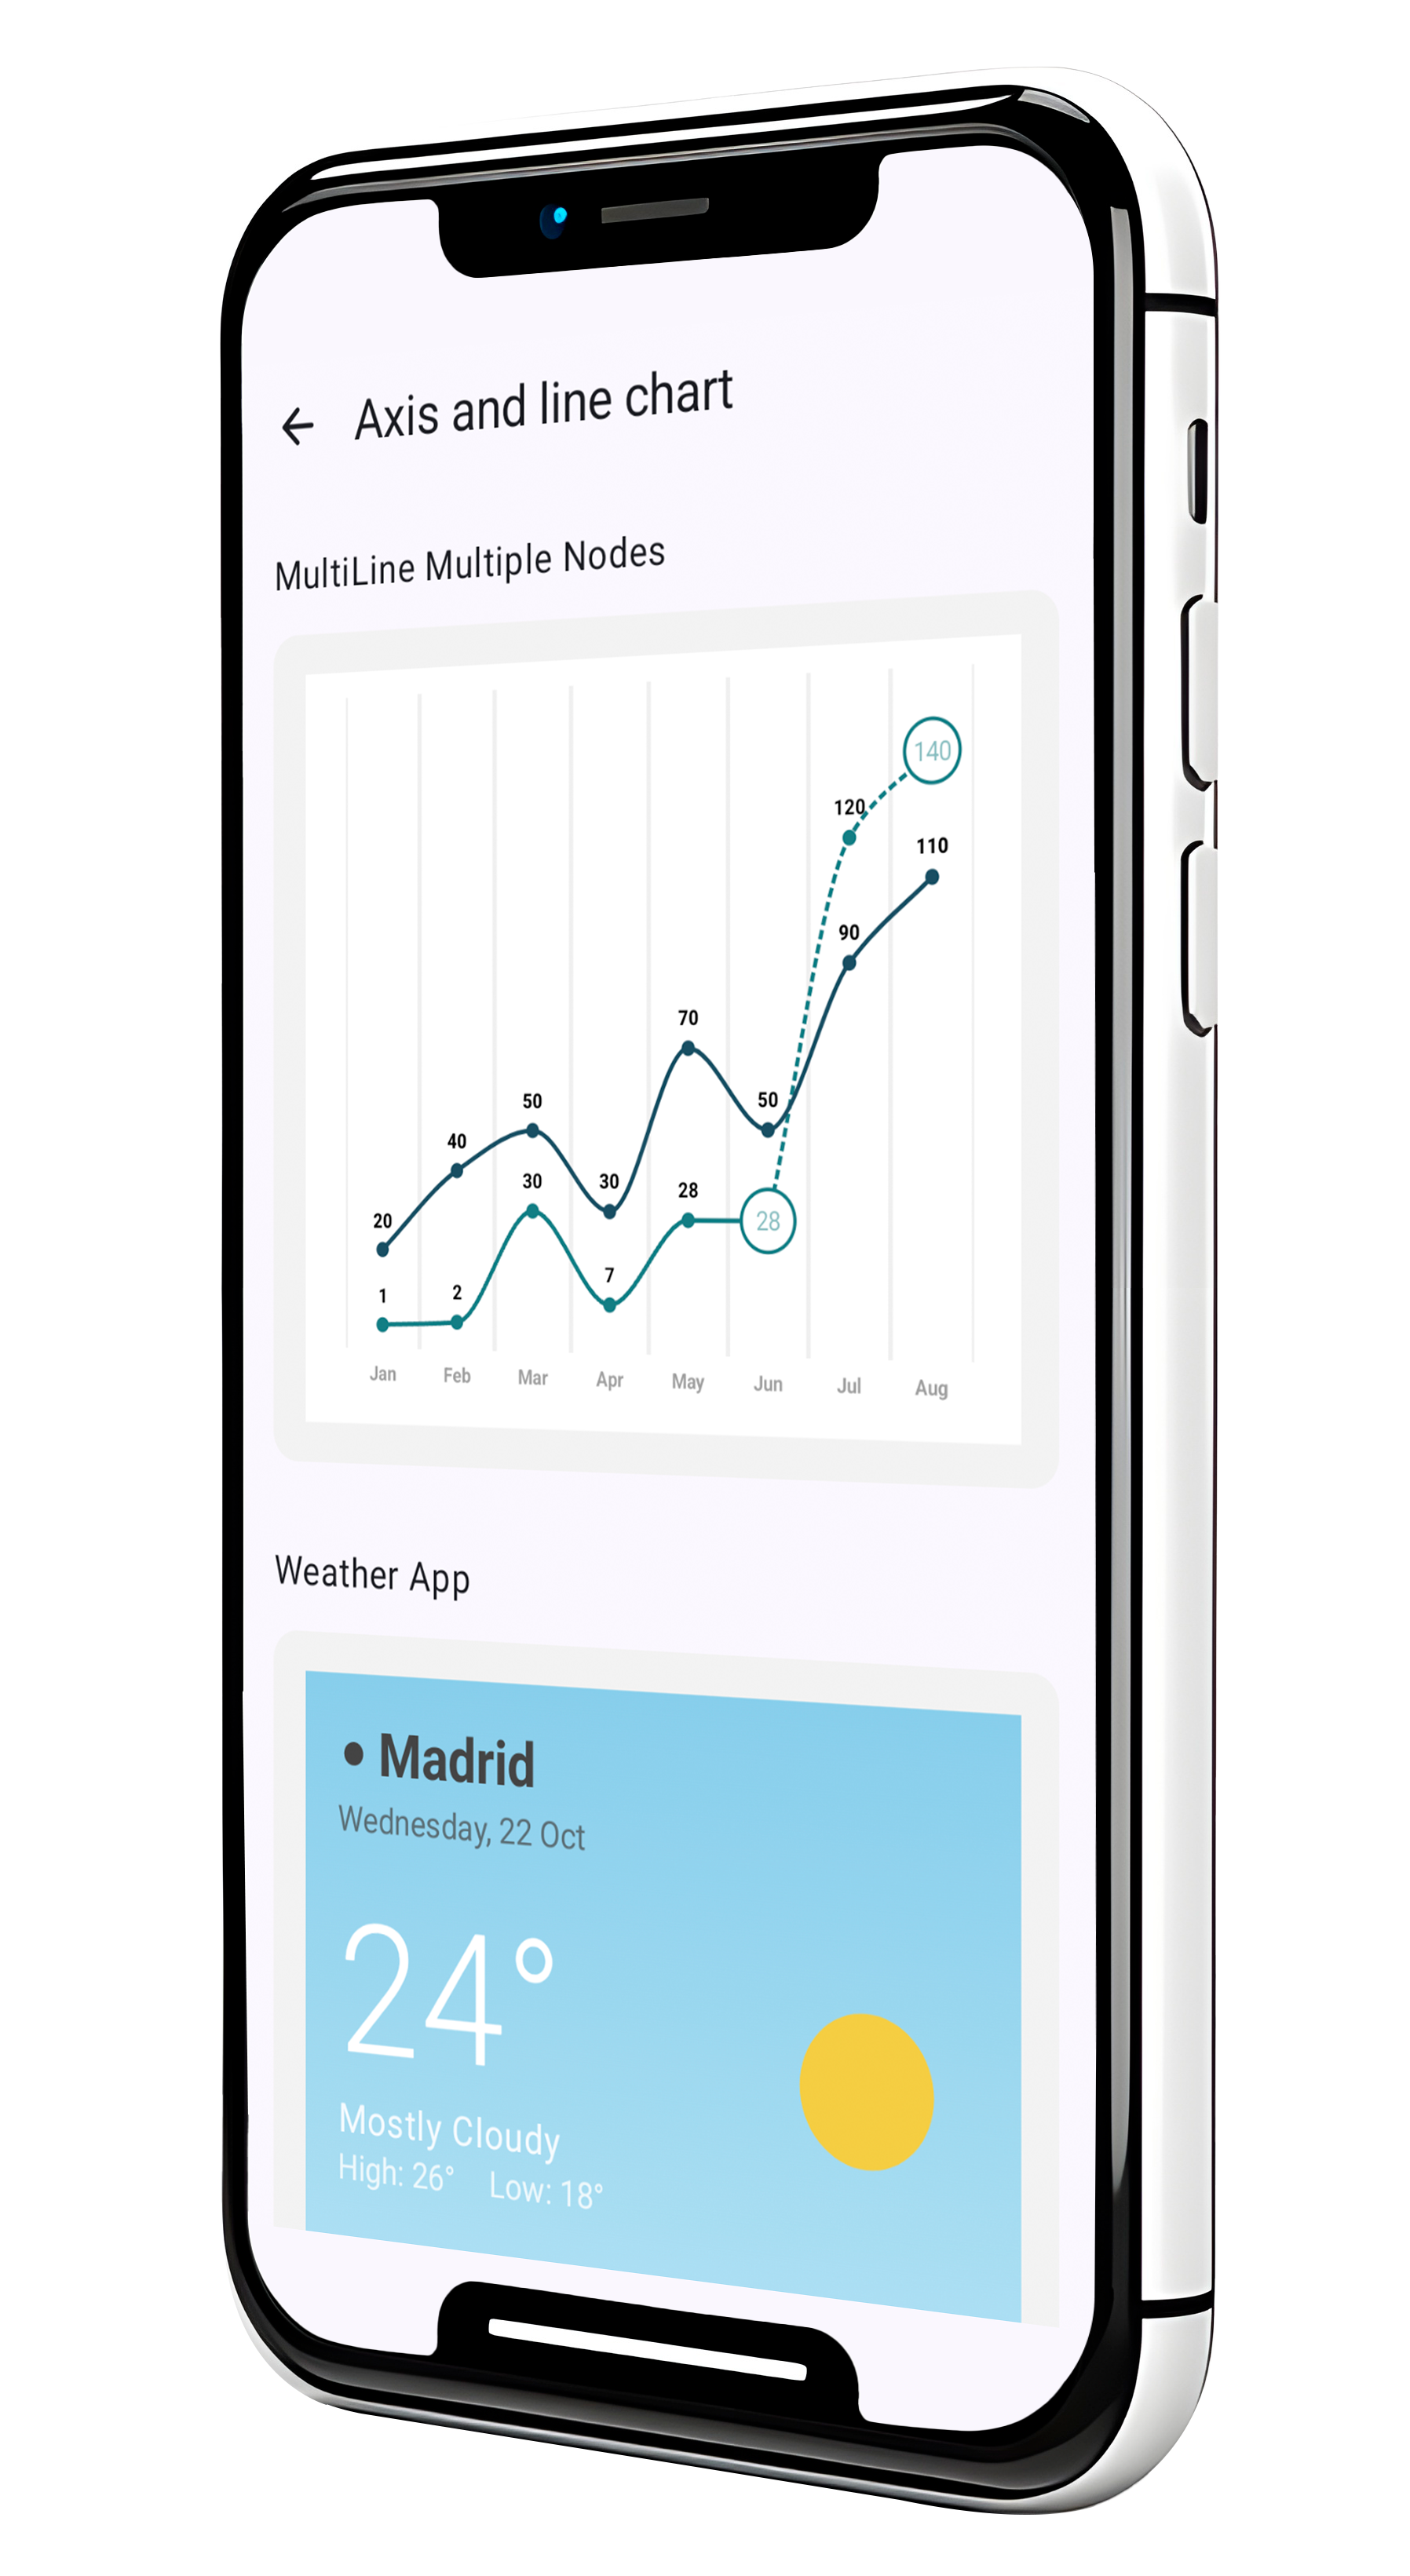 ← Axis and line chart
MultiLine Multiple Nodes
140
120
110
90
70
50
50
40
30
30
28
20
28
7
1
2
Jan Feb Mar Apr May Jun Jul Aug
Weather App
• Madrid
Wednesday, 22 Oct
24°
Mostly Cloudy
High: 26° Low: 18°